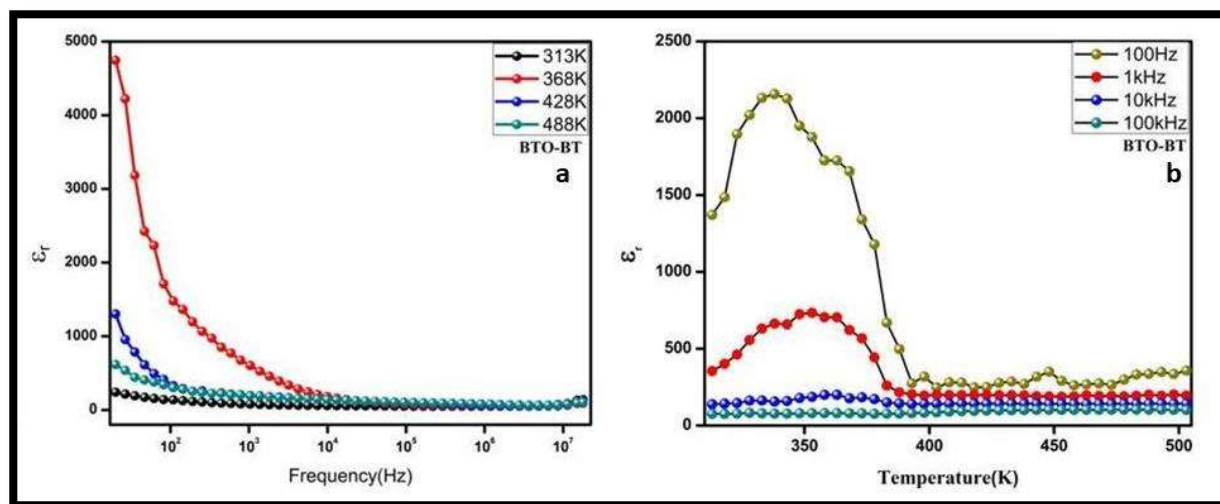 5000
4000
3000
2000
1000
0
εr
10²
10³
10⁴
10⁵
10⁶
10⁷
Frequency(Hz)
313K
368K
428K
488K
BTO-BT
a
2500
2000
1500
1000
500
0
εr
350
400
450
500
Temperature(K)
100Hz
1kHz
10kHz
100kHz
BTO-BT
b